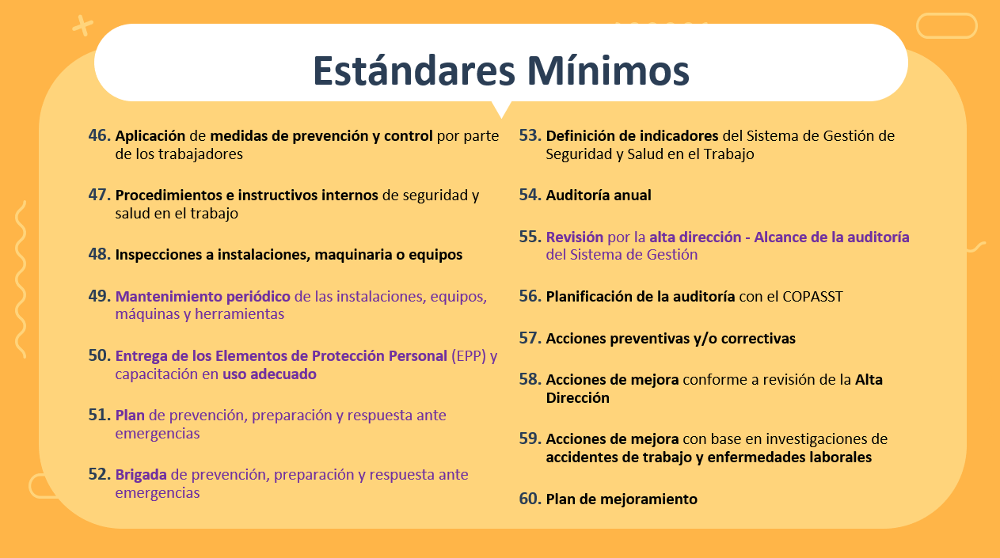 Estándares Mínimos
46. Aplicación de medidas de prevención y control por parte
de los trabajadores
47. Procedimientos e instructivos internos de seguridad y
salud en el trabajo
48. Inspecciones a instalaciones, maquinaria o equipos
49. Mantenimiento periódico de las instalaciones, equipos,
máquinas y herramientas
50. Entrega de los Elementos de Protección Personal (EPP) y
capacitación en uso adecuado
51. Plan de prevención, preparación y respuesta ante
emergencias
52. Brigada de prevención, preparación y respuesta ante
emergencias
53. Definición de indicadores del Sistema de Gestión de
Seguridad y Salud en el Trabajo
54. Auditoría anual
55. Revisión por la alta dirección - Alcance de la auditoría
del Sistema de Gestión
56. Planificación de la auditoría con el COPASST
57. Acciones preventivas y/o correctivas
58. Acciones de mejora conforme a revisión de la Alta
Dirección
59. Acciones de mejora con base en investigaciones de
accidentes de trabajo y enfermedades laborales
60. Plan de mejoramiento